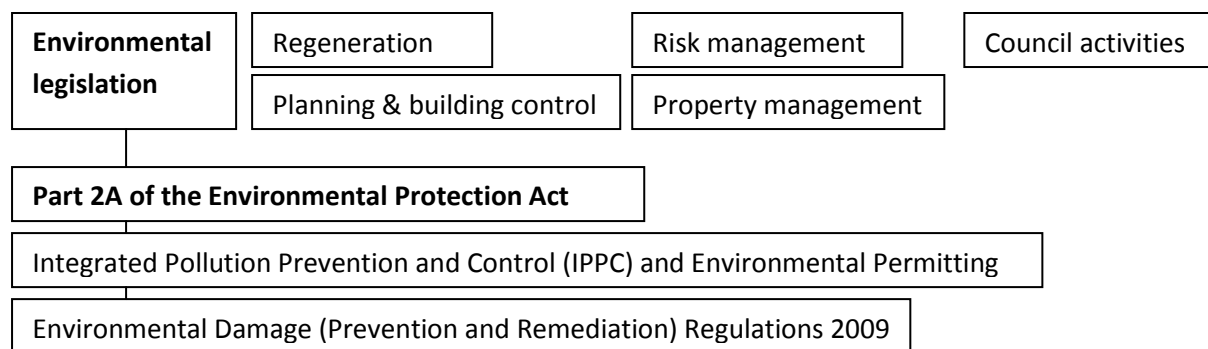 Environmental
legislation
Regeneration
Risk management
Council activities
Planning & building control
Property management
Part 2A of the Environmental Protection Act
Integrated Pollution Prevention and Control (IPPC) and Environmental Permitting
Environmental Damage (Prevention and Remediation) Regulations 2009